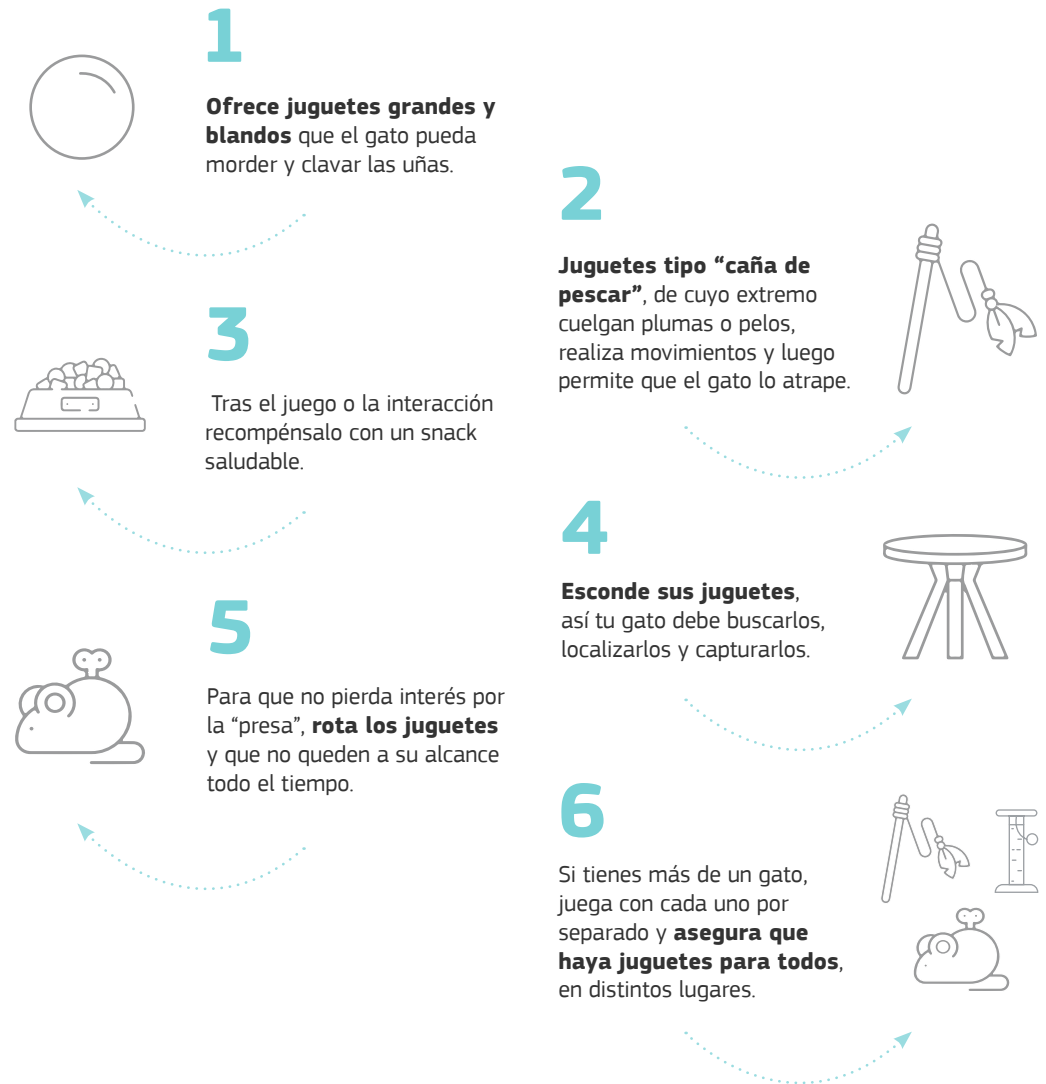 1
Ofrece juguetes grandes y
blandos que el gato pueda
morder y clavar las uñas.
2
Juguetes tipo “caña de
pescar”, de cuyo extremo
cuelgan plumas o pelos,
realiza movimientos y luego
permite que el gato lo atrape.
3
Tras el juego o la interacción
recompénsalo con un snack
saludable.
4
Esconde sus juguetes,
así tu gato debe buscarlos,
localizarlos y capturarlos.
5
Para que no pierda interés por
la “presa”, rota los juguetes
y que no queden a su alcance
todo el tiempo.
6
Si tienes más de un gato,
juega con cada uno por
separado y asegura que
haya juguetes para todos,
en distintos lugares.